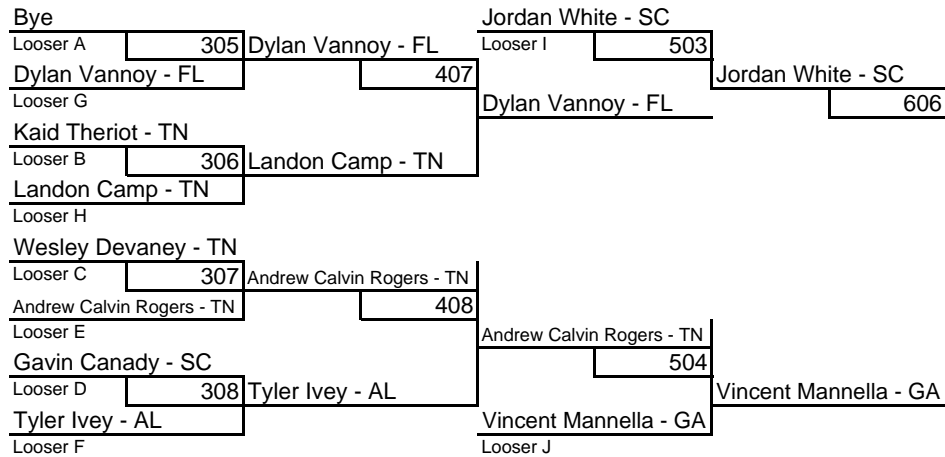 Bye
Jordan White - SC
Looser A
305
Dylan Vannoy - FL
Looser I
503
Dylan Vannoy - FL
407
Jordan White - SC
Looser G
Dylan Vannoy - FL
606
Kaid Theriot - TN
Looser B
306
Landon Camp - TN
Landon Camp - TN
Looser H
Wesley Devaney - TN
Looser C
307
Andrew Calvin Rogers - TN
Andrew Calvin Rogers - TN
408
Looser E
Andrew Calvin Rogers - TN
Gavin Canady - SC
504
Looser D
308
Tyler Ivey - AL
Vincent Mannella - GA
Tyler Ivey - AL
Vincent Mannella - GA
Looser F
Looser J